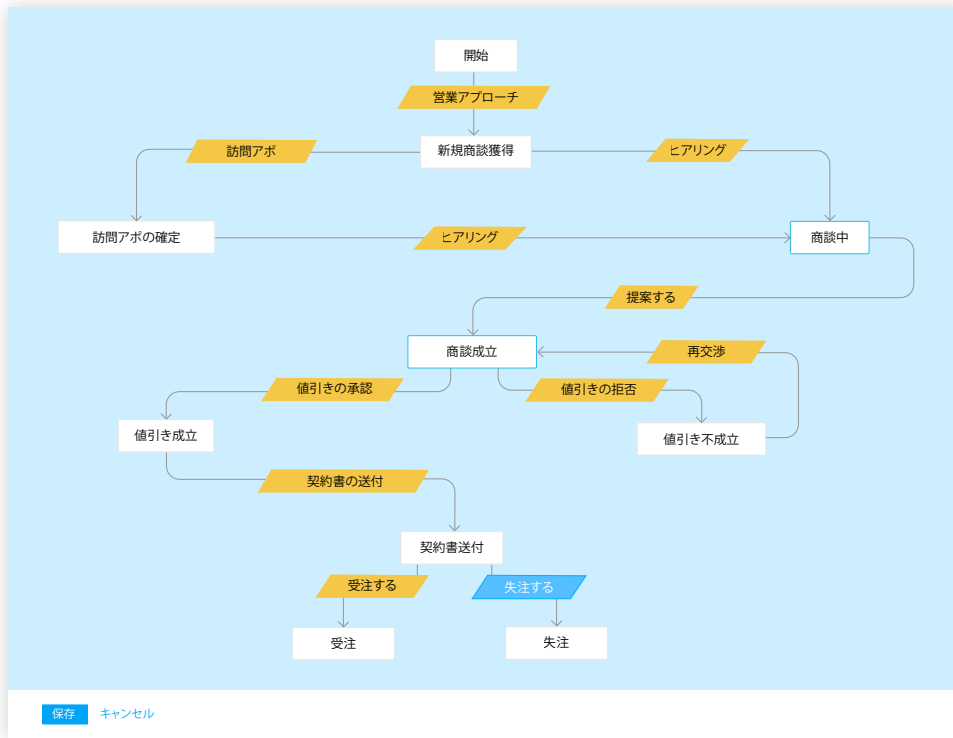 開始
営業アプローチ
訪問アポ
新規商談獲得
ヒアリング
訪問アポの確定
ヒアリング
商談中
提案する
商談成立
再交渉
値引きの承認
値引きの拒否
値引き成立
値引き不成立
契約書の送付
契約書送付
受注する
失注する
受注
失注
保存
キャンセル